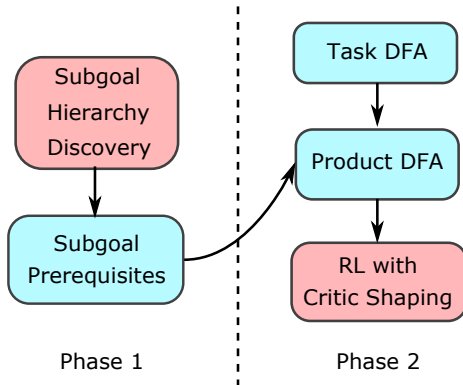 Subgoal
Hierarchy
Discovery
Subgoal
Prerequisites
Phase 1
Task DFA
Product DFA
RL with
Critic Shaping
Phase 2